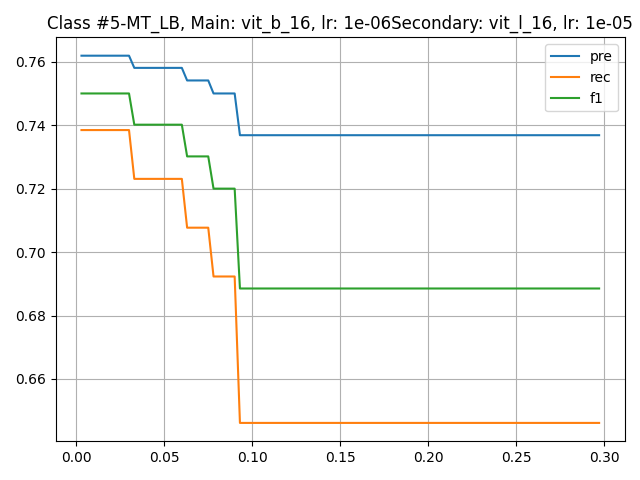 Class #5-MT_LB, Main: vit_b_16, lr: 1e-06Secondary: vit_l_16, lr: 1e-05
pre
rec
f1
0.76
0.74
0.72
0.70
0.68
0.66
0.00 0.05 0.10 0.15 0.20 0.25 0.30